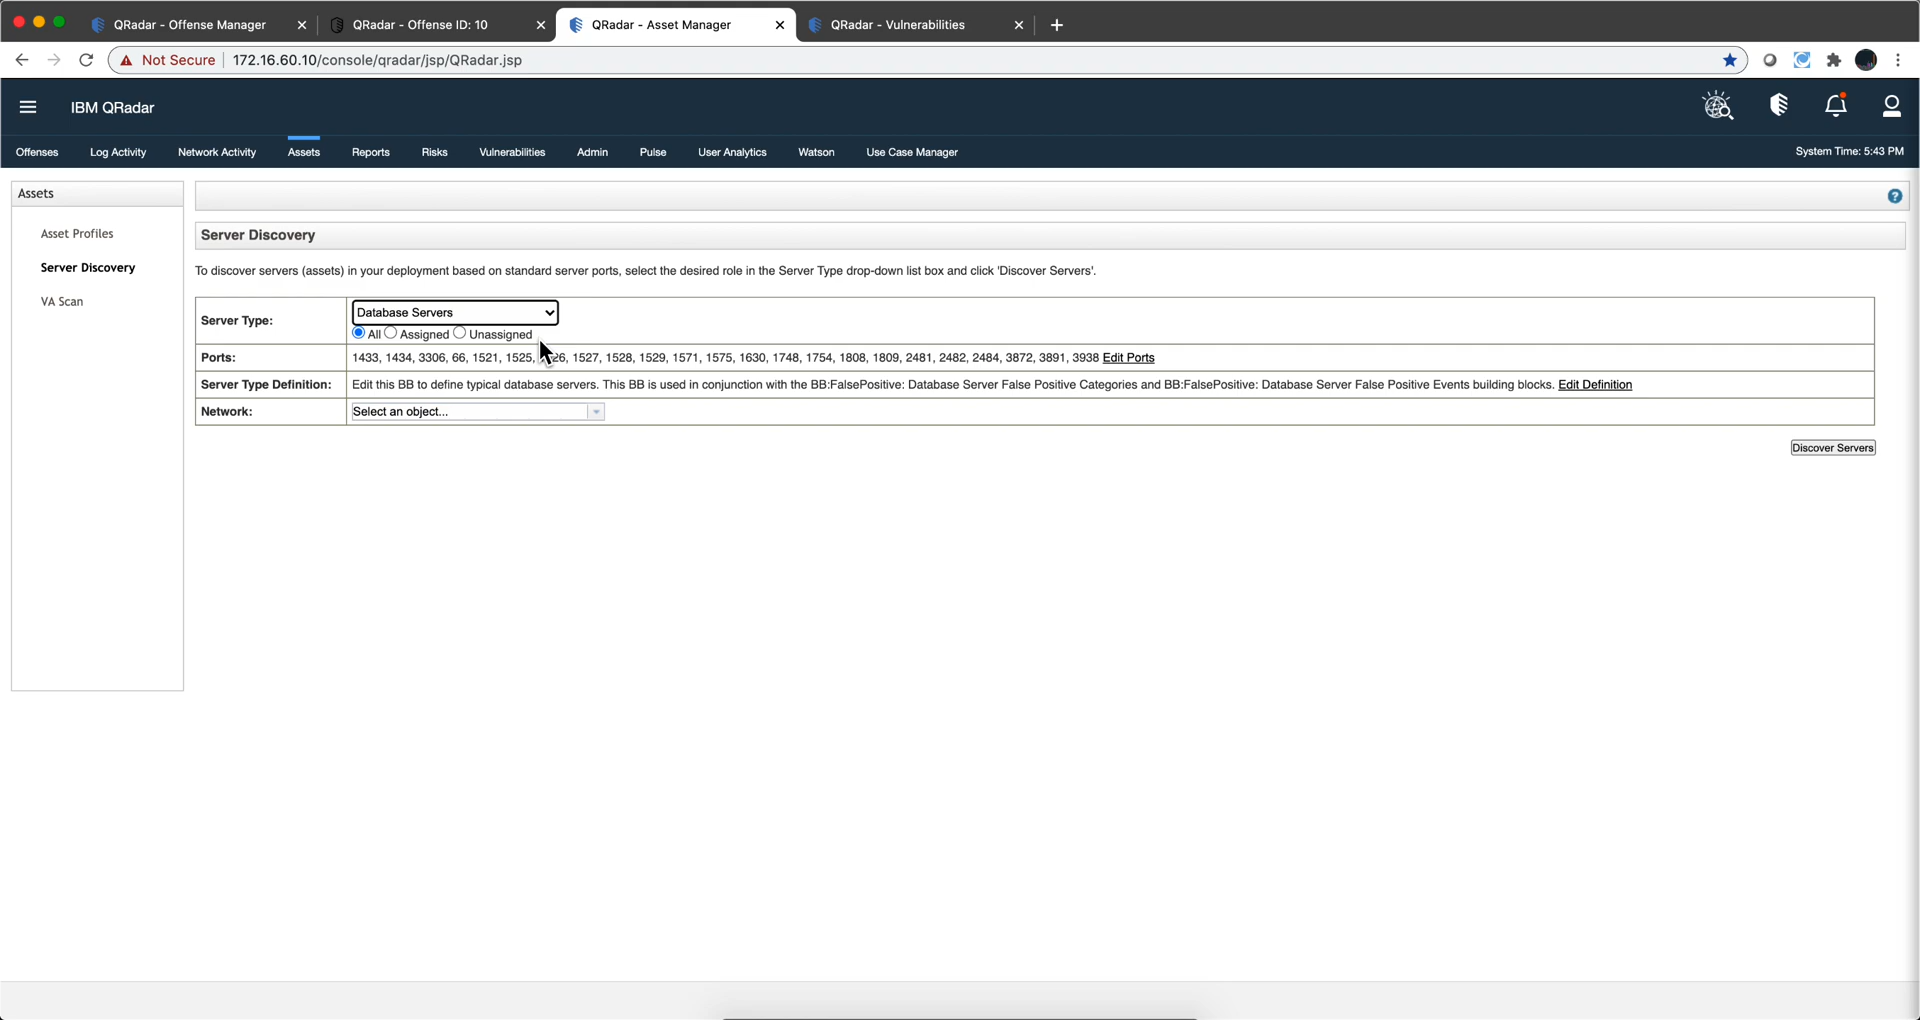 QRadar - Offense Manager
QRadar - Offense ID: 10
QRadar - Asset Manager
QRadar - Vulnerabilities
Not Secure 172.16.60.10/console/qradar/jsp/QRadar.jsp
IBM QRadar
Offenses Log Activity Network Activity Assets Reports Risks Vulnerabilities Admin Pulse User Analytics Watson Use Case Manager System Time: 5:43 PM
Assets
Asset Profiles
Server Discovery
VA Scan
Server Discovery
To discover servers (assets) in your deployment based on standard server ports, select the desired role in the Server Type drop-down list box and click 'Discover Servers'.
Server Type: Database Servers
All Assigned Unassigned
Ports: 1433, 1434, 3306, 66, 1521, 1525, 26, 1527, 1528, 1529, 1571, 1575, 1630, 1748, 1754, 1808, 1809, 2481, 2482, 2484, 3872, 3891, 3938 Edit Ports
Server Type Definition: Edit this BB to define typical database servers. This BB is used in conjunction with the BB:FalsePositive: Database Server False Positive Categories and BB:FalsePositive: Database Server False Positive Events building blocks. Edit Definition
Network: Select an object...
Discover Servers